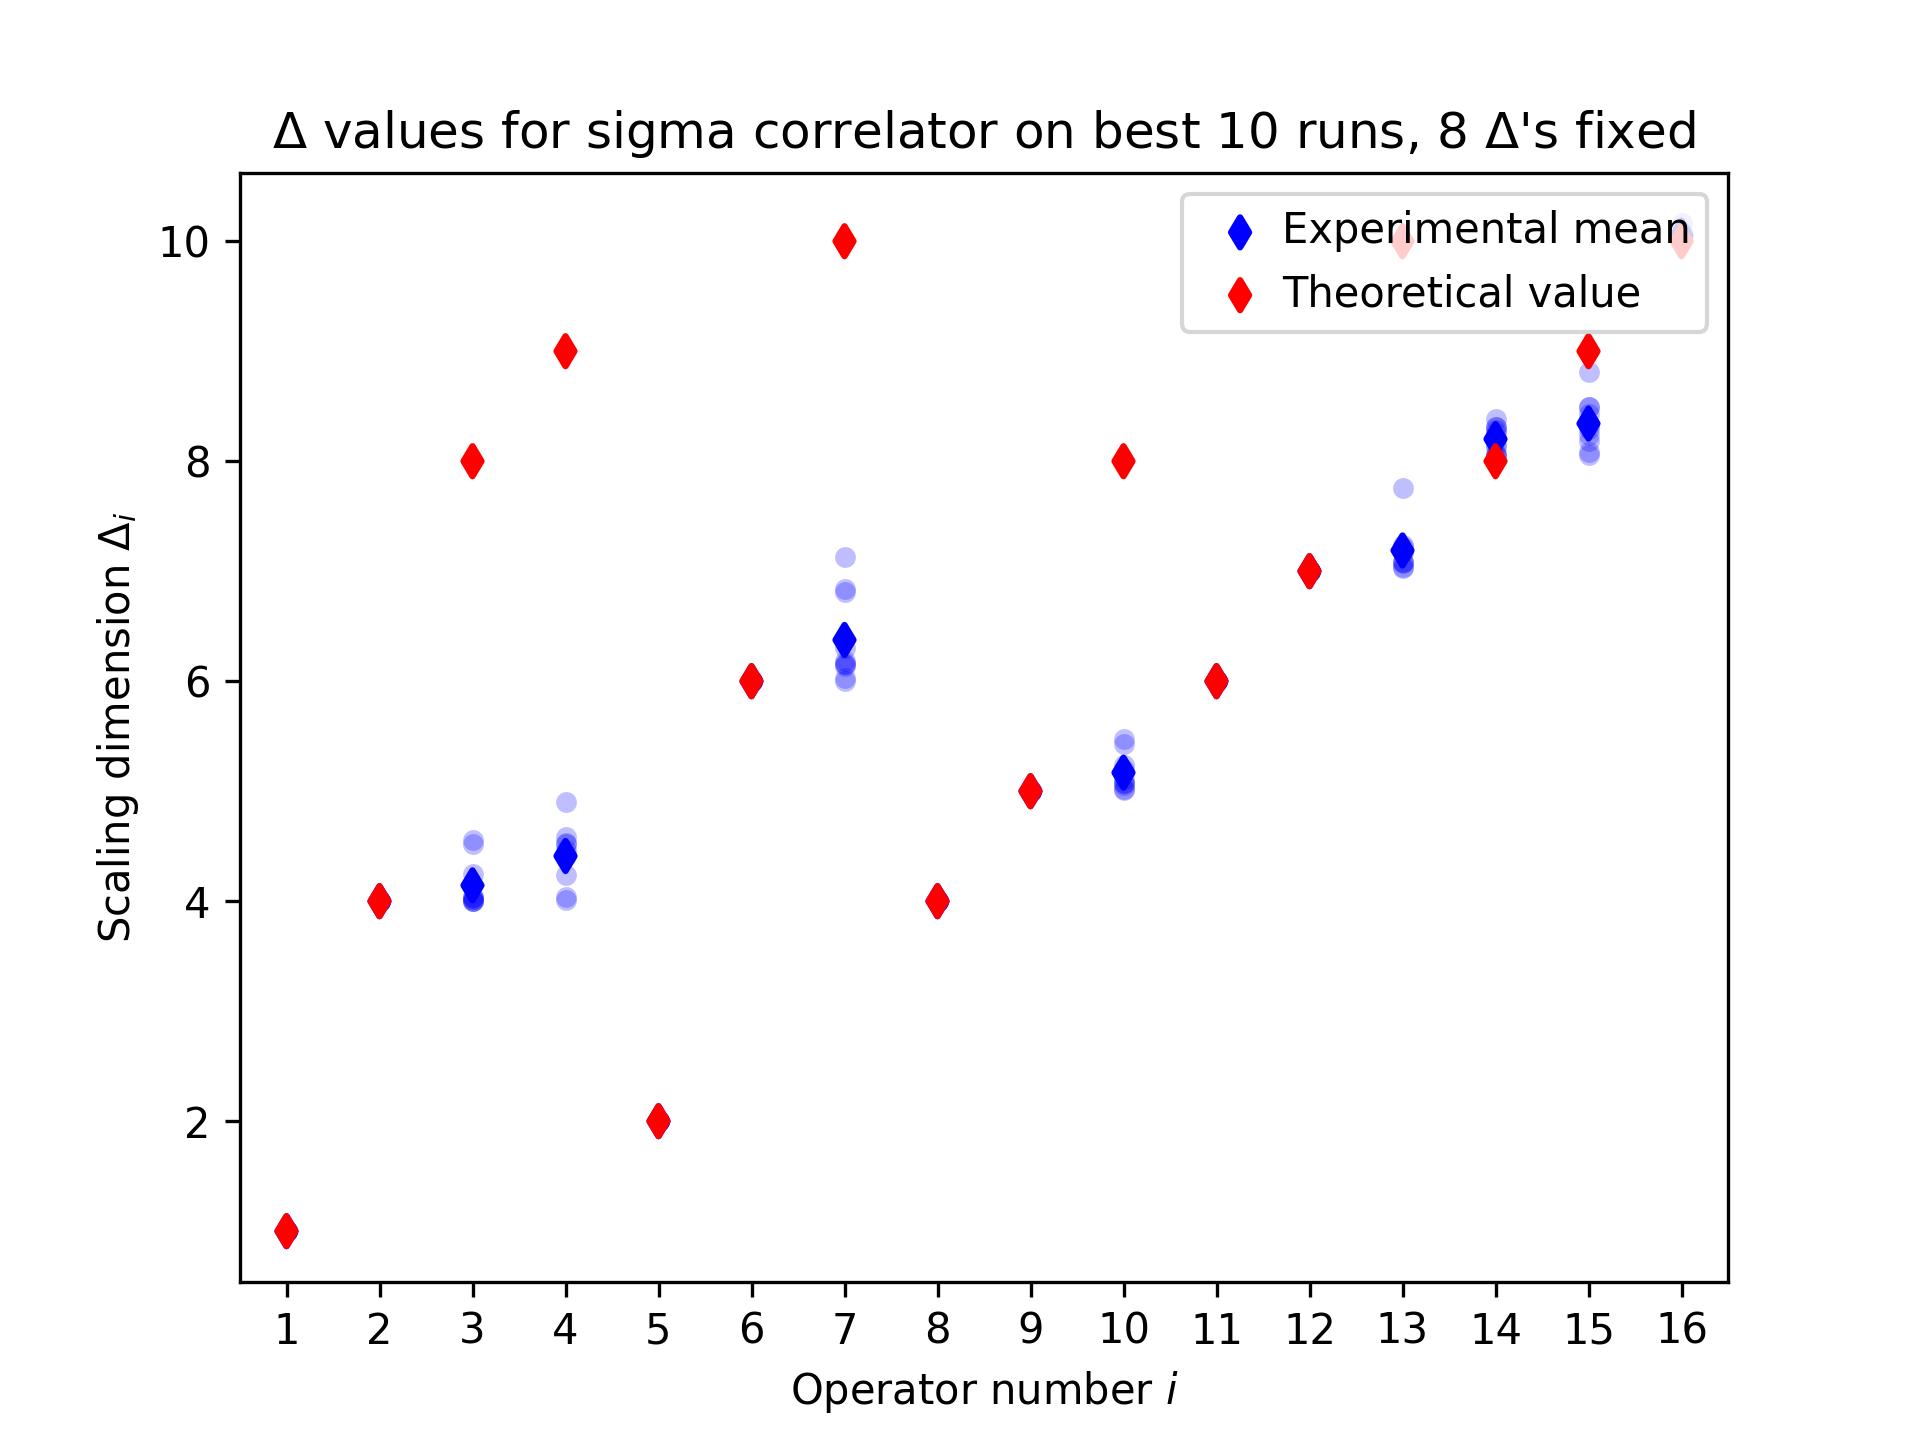 Δ values for sigma correlator on best 10 runs, 8 Δ's fixed
Experimental mean
Theoretical value
10
8
6
4
2
Scaling dimension Δᵢ
1 2 3 4 5 6 7 8 9 10 11 12 13 14 15 16
Operator number i